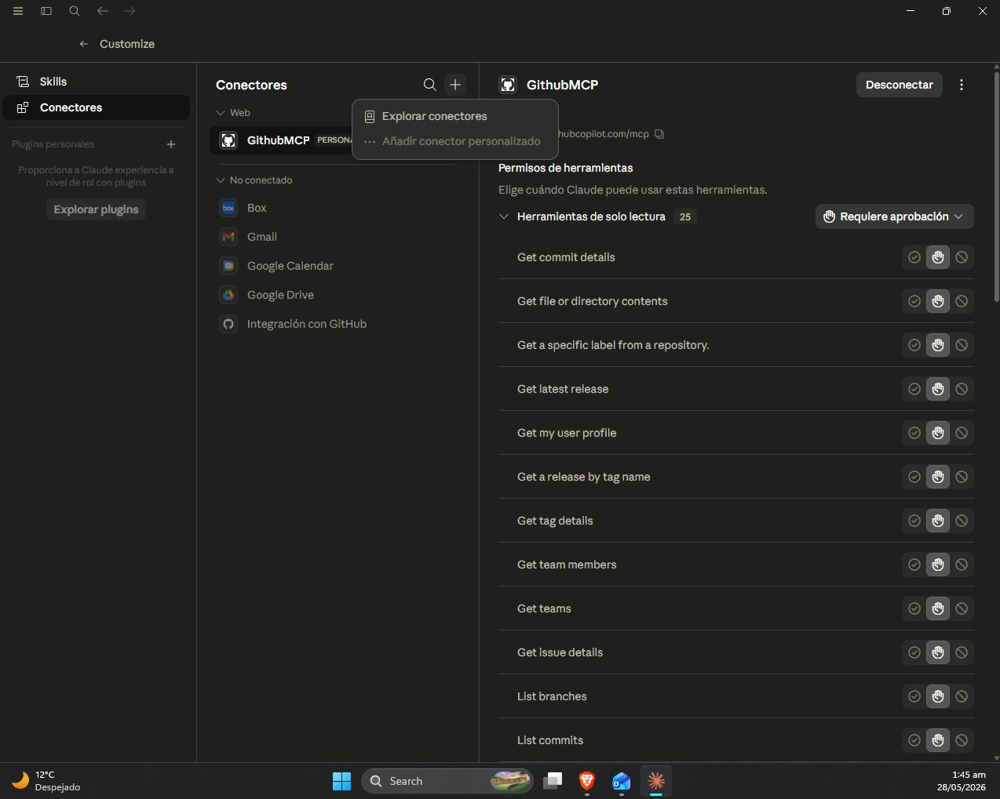 Customize
Skills
Conectores
Plugins personales
Proporciona a Claude experiencia a
nivel de rol con plugins
Explorar plugins
Conectores
Web
GithubMCP
No conectado
box
Box
Gmail
Google Calendar
Google Drive
Integración con GitHub
Explorar conectores
Añadir conector personalizado
GithubMCP
Desconectar
hubcopilot.com/mcp
Permisos de herramientas
Elige cuándo Claude puede usar estas herramientas.
Herramientas de solo lectura 25
Requiere aprobación
Get commit details
Get file or directory contents
Get a specific label from a repository.
Get latest release
Get my user profile
Get a release by tag name
Get tag details
Get team members
Get teams
Get issue details
List branches
List commits
12°C
Despejado
Search
1:45 am
28/05/2026